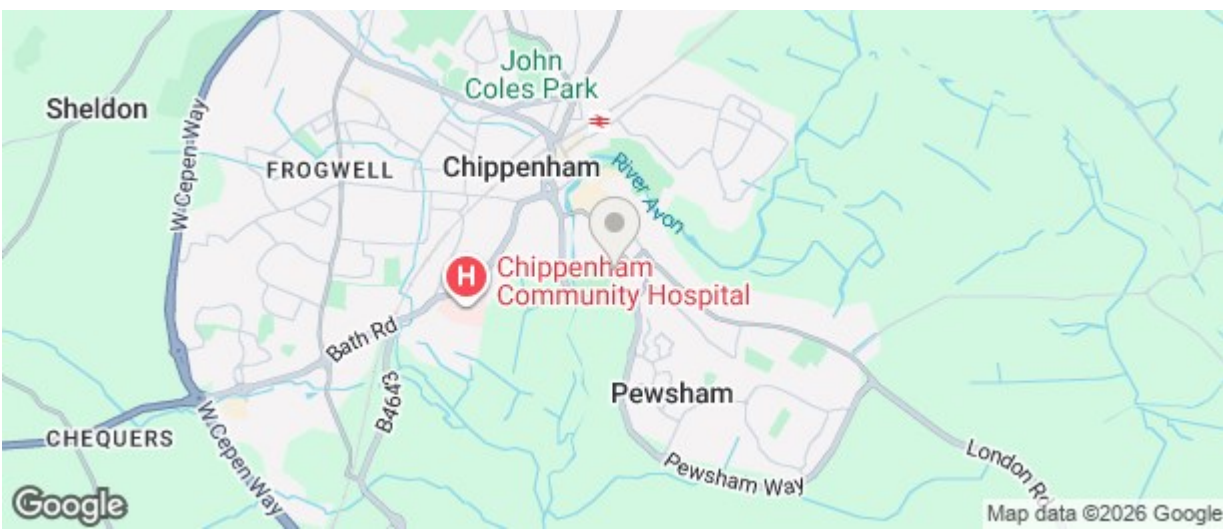 John
Coles Park
Sheldon
W Cepen Way
FROGWELL
Chippenham
River Avon
H
Chippenham
Community Hospital
Bath Rd
B4643
Pewsham
CHEQUERS
W Cepen Way
Pewsham Way
London Rd
Google
Map data ©2026 Google